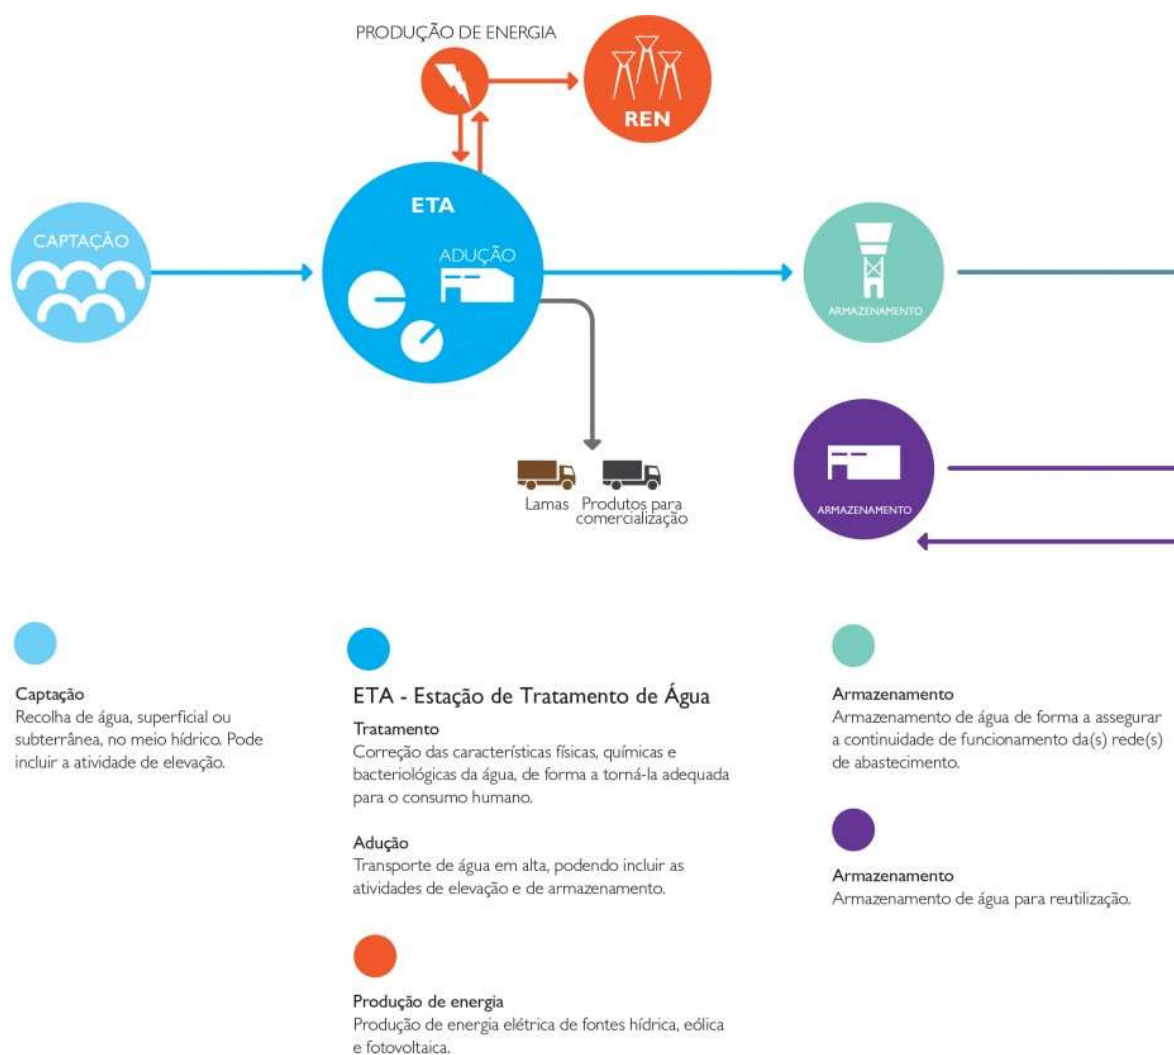 PRODUÇÃO DE ENERGIA
REN
ETA
CAPTAÇÃO
ADUÇÃO
ARMAZENAMENTO
Lamas
Produtos para
comercialização
ARMAZENAMENTO
Captação
Recolha de água, superficial ou
subterrânea, no meio hídrico. Pode
incluir a atividade de elevação.
ETA - Estação de Tratamento de Água
Tratamento
Correção das características físicas, químicas e
bacteriológicas da água, de forma a torná-la adequada
para o consumo humano.
Adução
Transporte de água em alta, podendo incluir as
atividades de elevação e de armazenamento.
Produção de energia
Produção de energia elétrica de fontes hídrica, eólica
e fotovoltaica.
Armazenamento
Armazenamento de água de forma a assegurar
a continuidade de funcionamento da(s) rede(s)
de abastecimento.
Armazenamento
Armazenamento de água para reutilização.